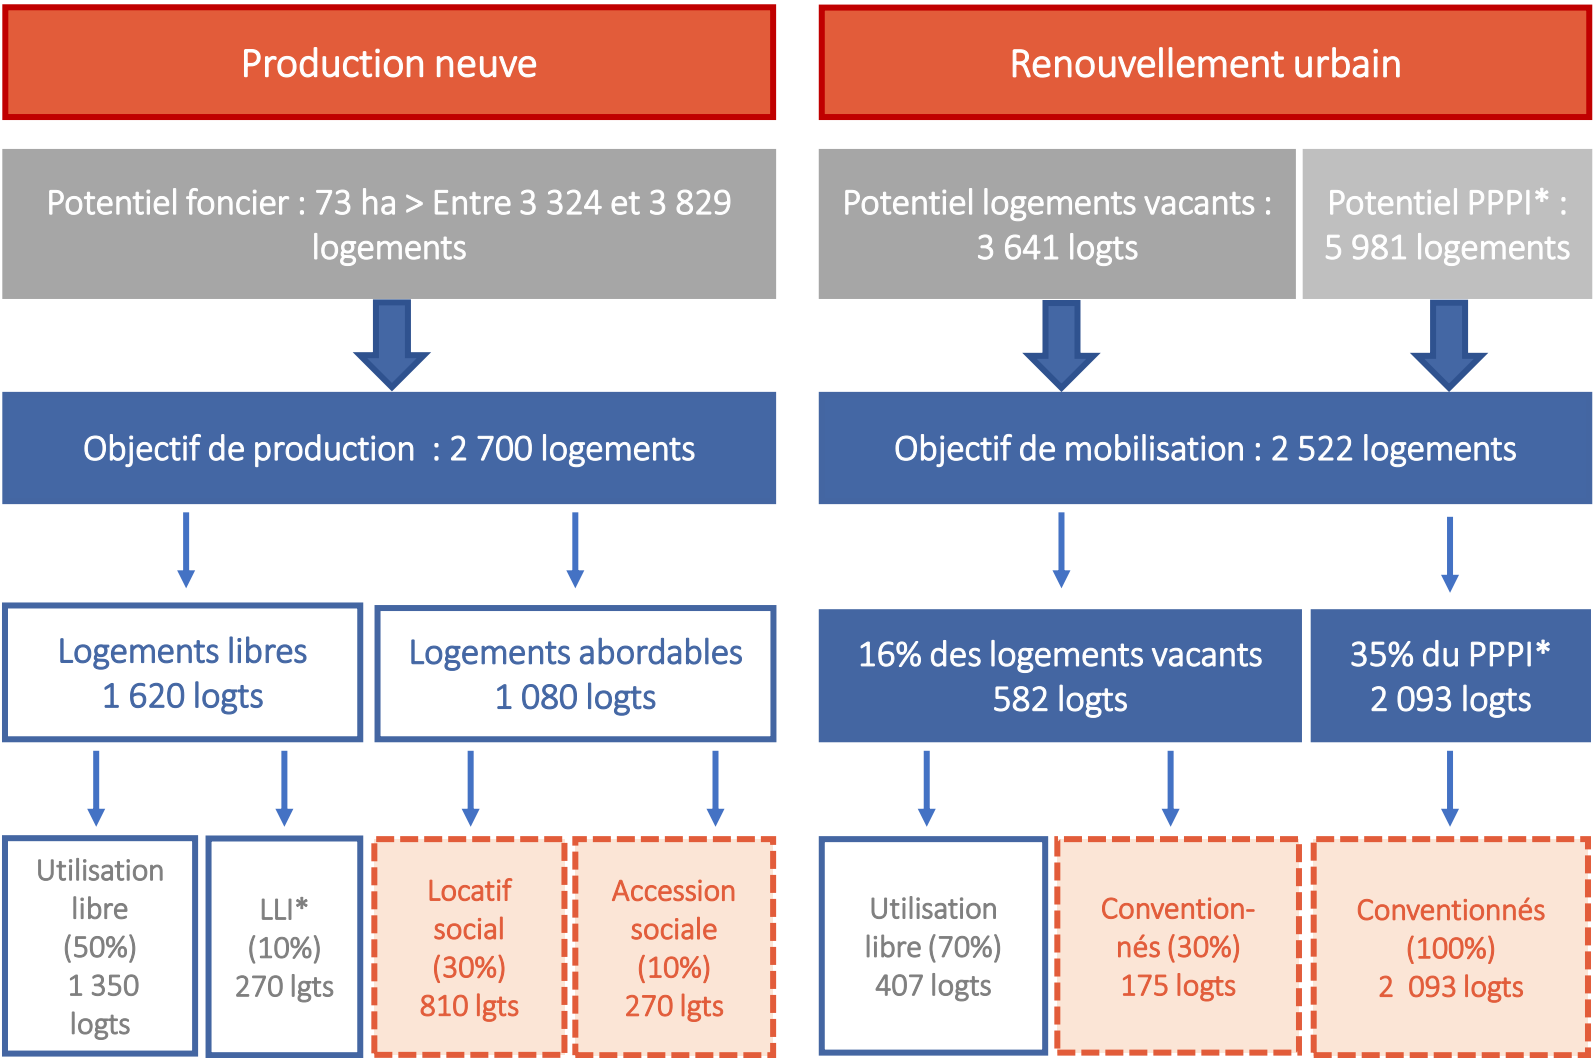 Production neuve
Potentiel foncier : 73 ha > Entre 3 324 et 3 829
logements
Objectif de production : 2 700 logements
Logements libres
1 620 logts
Logements abordables
1 080 logts
Utilisation
libre
(50%)
1 350
logts
LLI*
(10%)
270 lgts
Locatif
social
(30%)
810 lgts
Accession
sociale
(10%)
270 lgts
Renouvellement urbain
Potentiel logements vacants :
3 641 logts
Potentiel PPPI* :
5 981 logements
Objectif de mobilisation : 2 522 logements
16% des logements vacants
582 logts
35% du PPPI*
2 093 logts
Utilisation
libre (70%)
407 logts
Convention-
nés (30%)
175 logts
Conventionnés
(100%)
2 093 logts